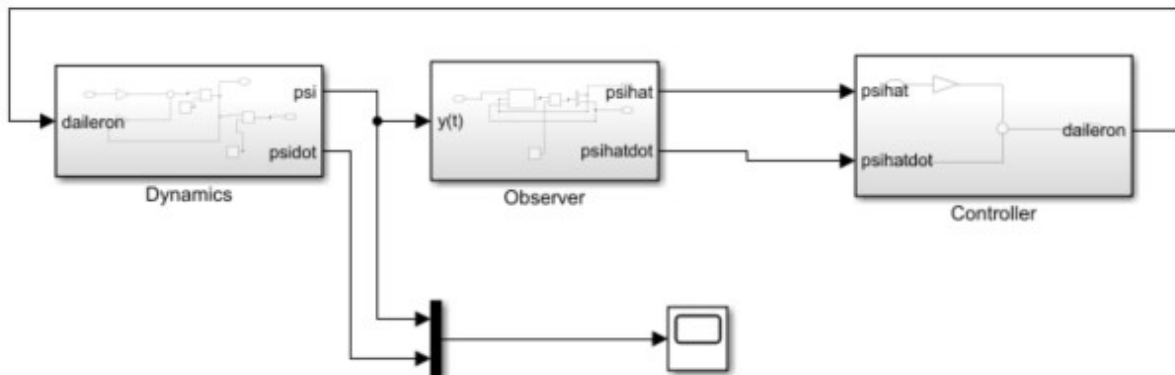 daileron
psi
psidot
Dynamics
y(t)
psihat
psihatdot
Observer
psihat
psihatdot
daileron
Controller